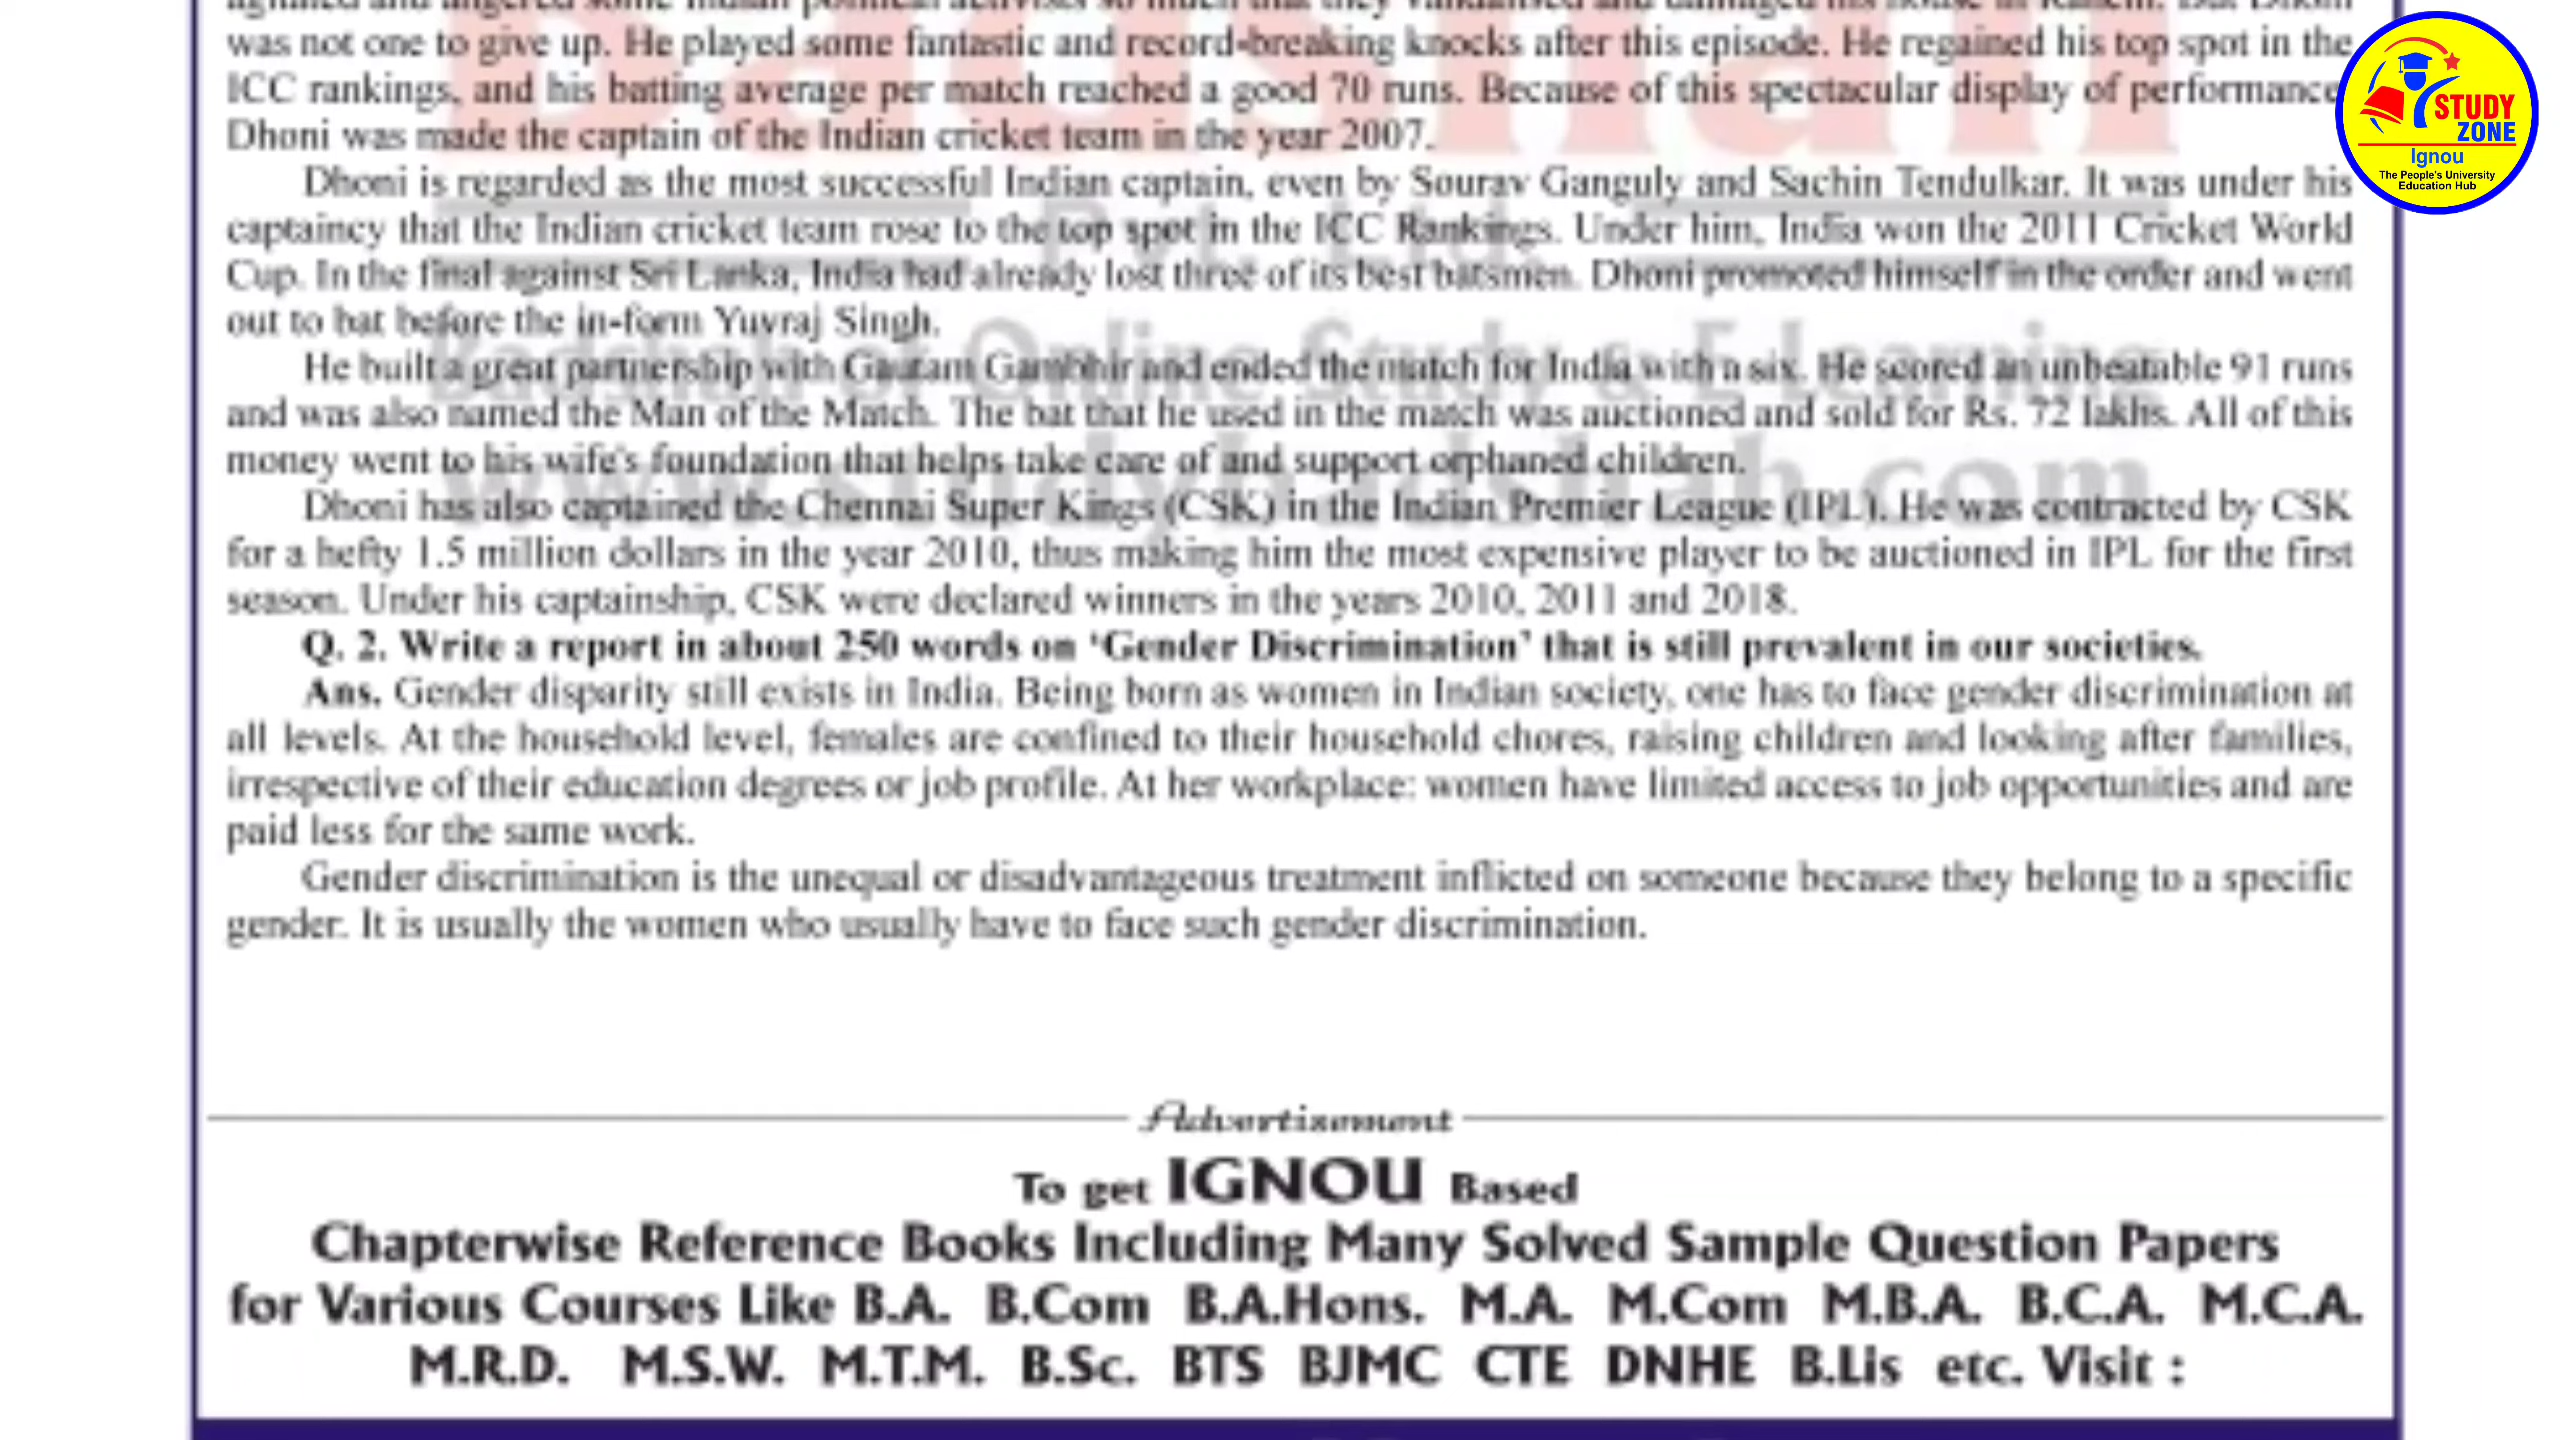 was not one to give up. He played some fantastic and record-breaking knocks after this episode. He regained his top spot in the
ICC rankings, and his batting average per match reached a good 70 runs. Because of this spectacular display of performance
Dhoni was made the captain of the Indian cricket team in the year 2007.
Dhoni is regarded as the most successful Indian captain, even by Sourav Ganguly and Sachin Tendulkar. It was under his
captaincy that the Indian cricket team rose to the top spot in the ICC Rankings. Under him, India won the 2011 Cricket World
Cup. In the final against Sri Lanka, India had already lost three of its best batsmen. Dhoni promoted himself in the order and went
out to bat before the in-form Yuvraj Singh.
He built a great partnership with Gautam Gambhir and ended the match for India with a six. He scored an unbeatable 91 runs
and was also named the Man of the Match. The bat that he used in the match was auctioned and sold for Rs. 72 lakhs. All of this
money went to his wife's foundation that helps take care of and support orphaned children.
Dhoni has also captained the Chennai Super Kings (CSK) in the Indian Premier League (IPL). He was contracted by CSK
for a hefty 1.5 million dollars in the year 2010, thus making him the most expensive player to be auctioned in IPL for the first
season. Under his captainship, CSK were declared winners in the years 2010, 2011 and 2018.
Q. 2. Write a report in about 250 words on ‘Gender Discrimination’ that is still prevalent in our societies.
Ans. Gender disparity still exists in India. Being born as women in Indian society, one has to face gender discrimination at
all levels. At the household level, females are confined to their household chores, raising children and looking after families,
irrespective of their education degrees or job profile. At her workplace: women have limited access to job opportunities and are
paid less for the same work.
Gender discrimination is the unequal or disadvantageous treatment inflicted on someone because they belong to a specific
gender. It is usually the women who usually have to face such gender discrimination.
Advertisement
To get IGNOU Based
Chapterwise Reference Books Including Many Solved Sample Question Papers
for Various Courses Like B.A. B.Com B.A.Hons. M.A. M.Com M.B.A. B.C.A. M.C.A.
M.R.D. M.S.W. M.T.M. B.Sc. BTS BJMC CTE DNHE B.Lis etc. Visit :
STUDY
ZONE
Ignou
The People's University
Education Hub
Pvt. Ltd.
Badshah of Online Study & E-Learning
www.studybadshah.com